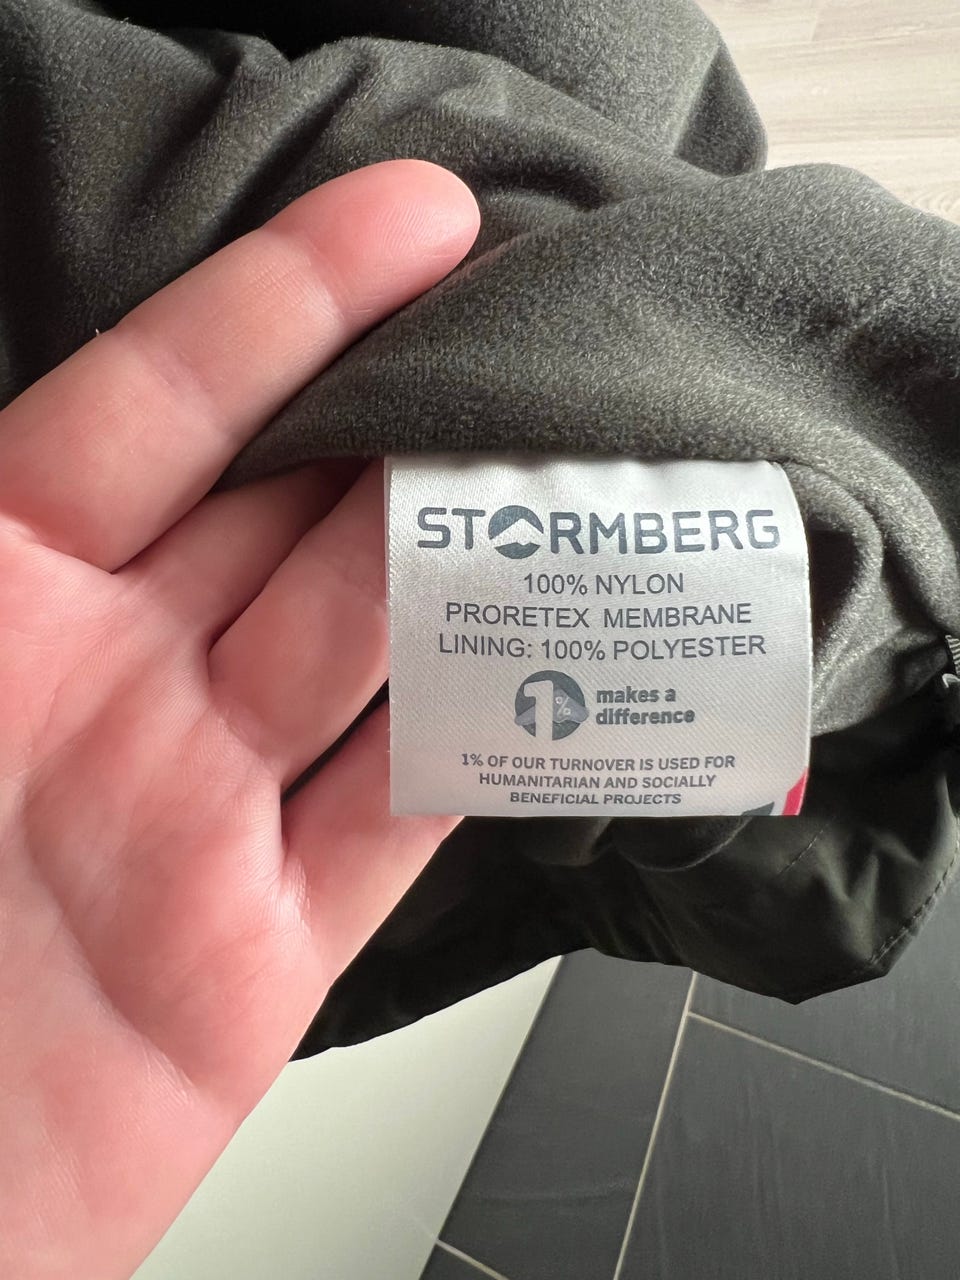 STORMBERG
100% NYLON
PRORETEX MEMBRANE
LINING: 100% POLYESTER
1%
makes a
difference
1% OF OUR TURNOVER IS USED FOR
HUMANITARIAN AND SOCIALLY
BENEFICIAL PROJECTS